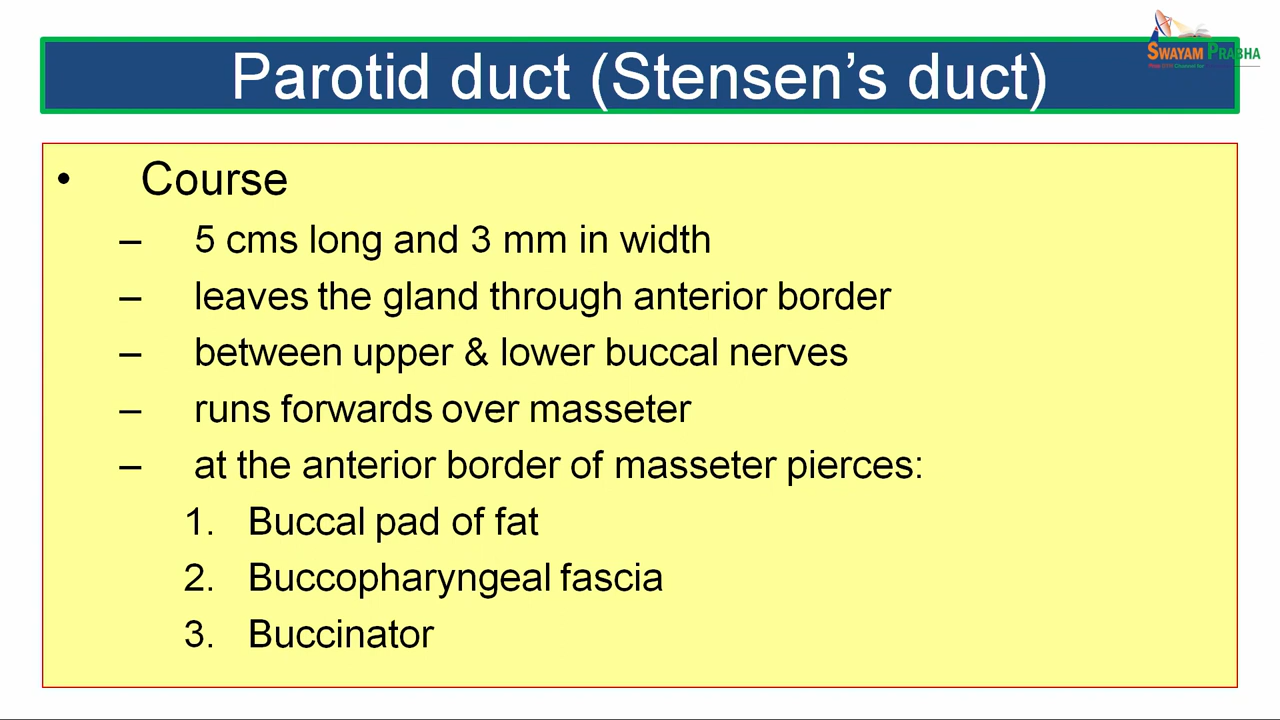 SWAYAM PRABHA
Parotid duct (Stensen’s duct)
• Course
– 5 cms long and 3 mm in width
– leaves the gland through anterior border
– between upper & lower buccal nerves
– runs forwards over masseter
– at the anterior border of masseter pierces:
1. Buccal pad of fat
2. Buccopharyngeal fascia
3. Buccinator